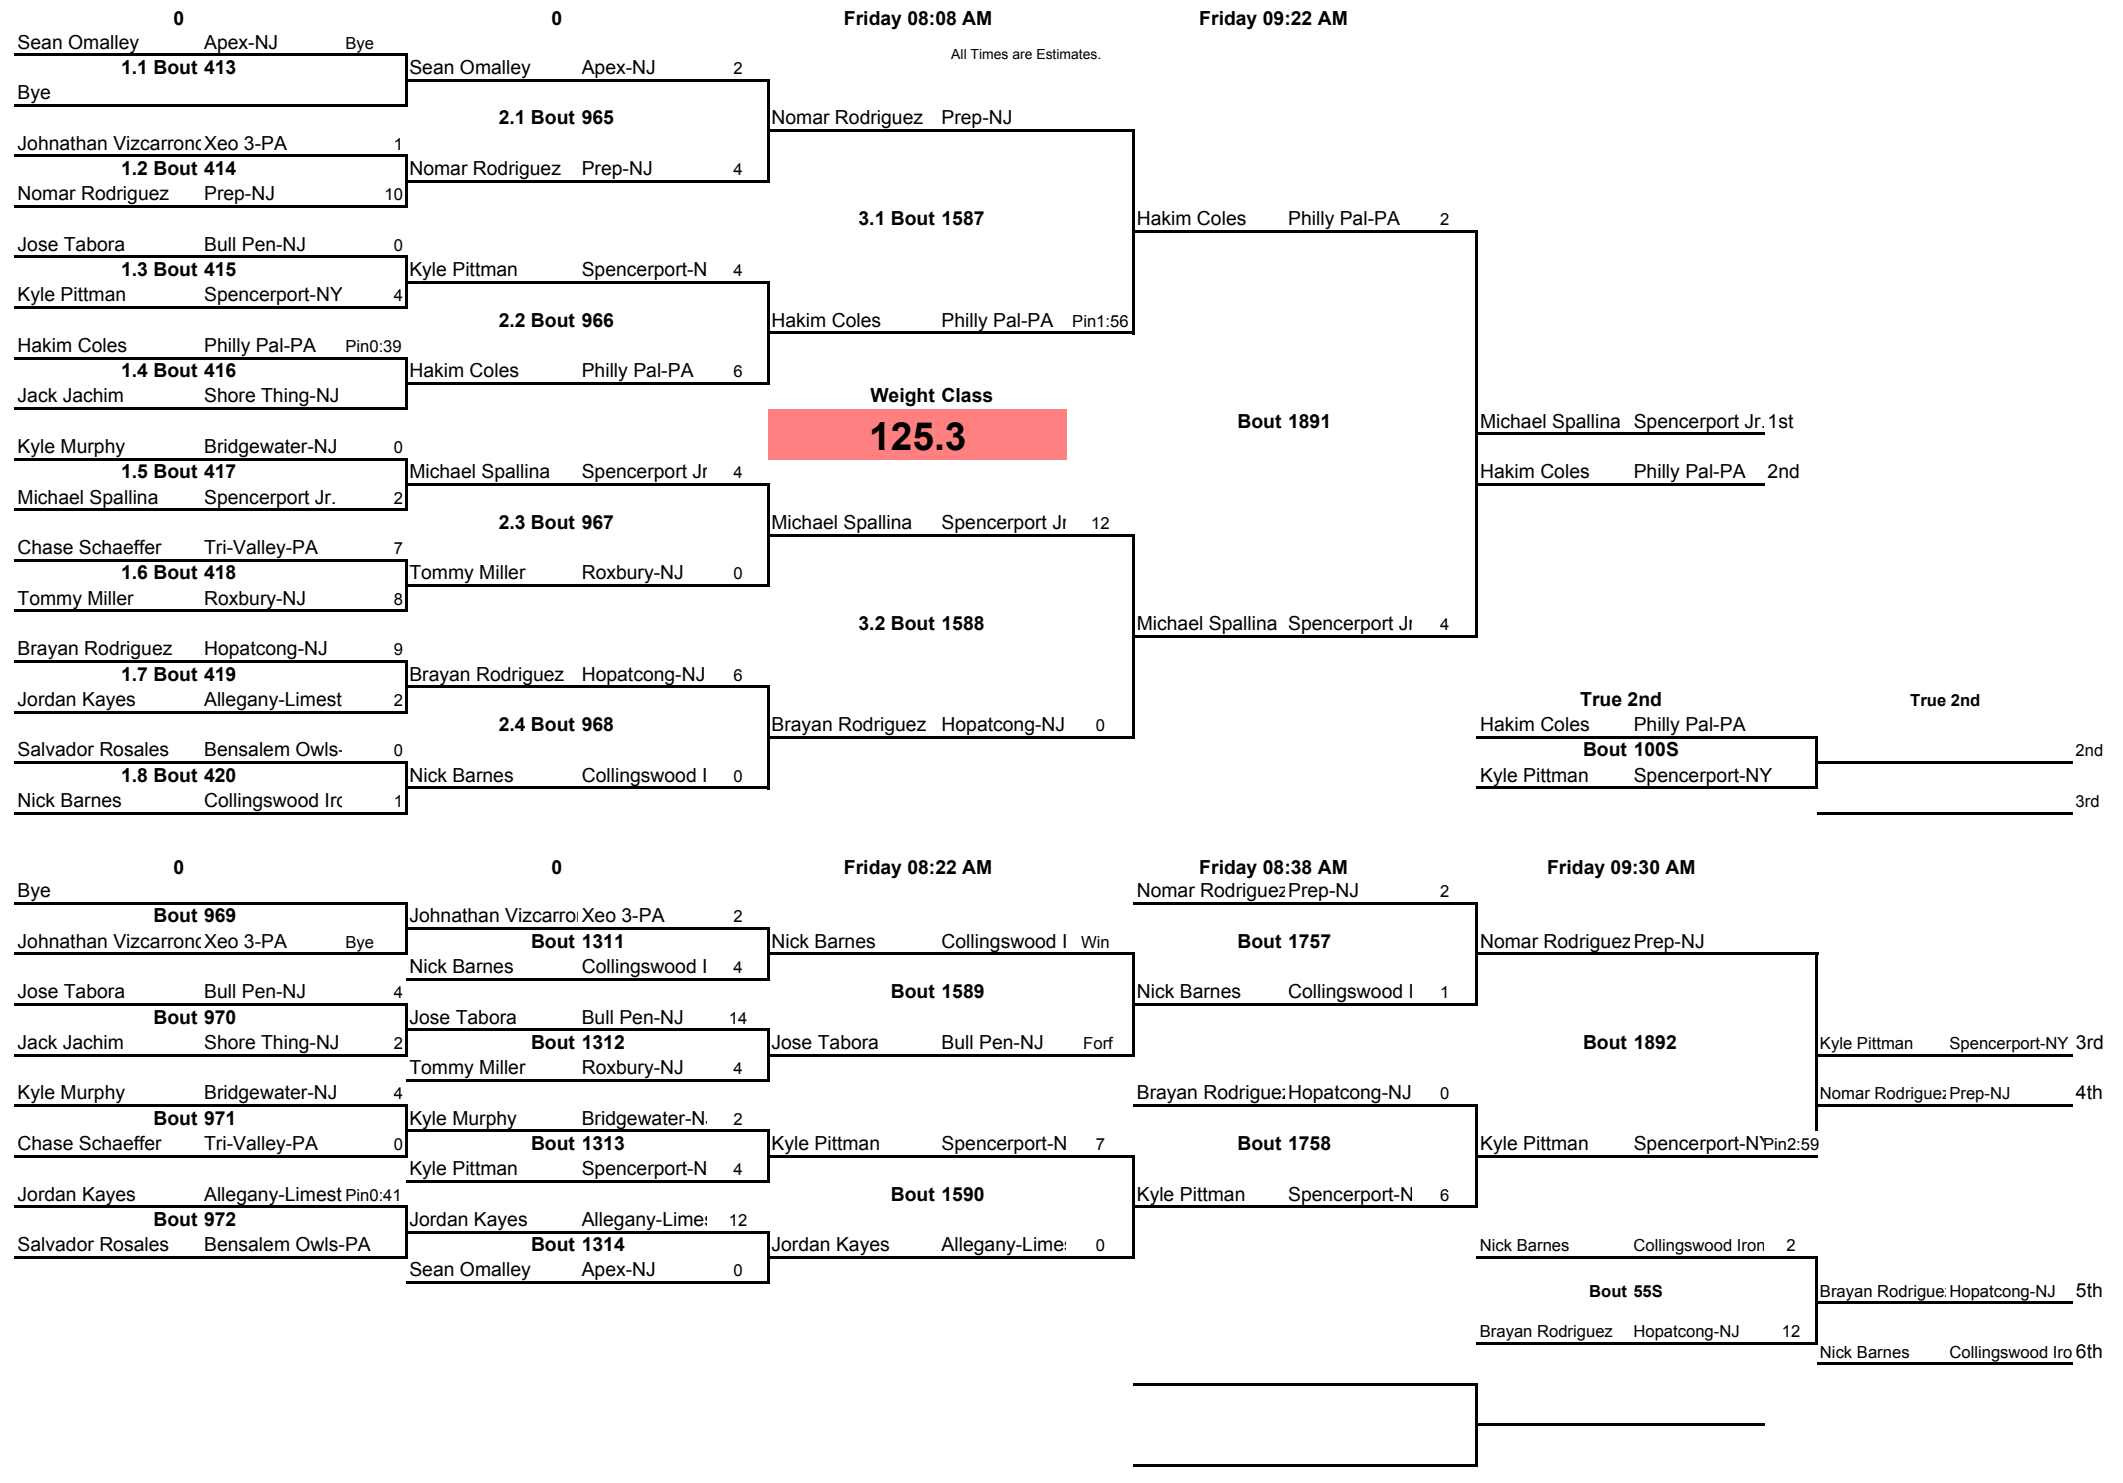 0 0 Friday 08:08 AM Friday 09:22 AM
Sean Omalley Apex-NJ Bye
All Times are Estimates.
1.1 Bout 413 Sean Omalley Apex-NJ 2
Bye
2.1 Bout 965 Nomar Rodriguez Prep-NJ
Johnathan Vizcarronc Xeo 3-PA 1
1.2 Bout 414 Nomar Rodriguez Prep-NJ 4
Nomar Rodriguez Prep-NJ 10
3.1 Bout 1587 Hakim Coles Philly Pal-PA 2
Jose Tabora Bull Pen-NJ 0
1.3 Bout 415 Kyle Pittman Spencerport-N 4
Kyle Pittman Spencerport-NY 4
2.2 Bout 966 Hakim Coles Philly Pal-PA Pin1:56
Hakim Coles Philly Pal-PA Pin0:39
1.4 Bout 416 Hakim Coles Philly Pal-PA 6
Jack Jachim Shore Thing-NJ Weight Class
Bout 1891 Michael Spallina Spencerport Jr. 1st
125.3
Kyle Murphy Bridgewater-NJ 0
1.5 Bout 417 Michael Spallina Spencerport Jr 4 Hakim Coles Philly Pal-PA 2nd
Michael Spallina Spencerport Jr. 2
2.3 Bout 967 Michael Spallina Spencerport Jr 12
Chase Schaeffer Tri-Valley-PA 7
1.6 Bout 418 Tommy Miller Roxbury-NJ 0
Tommy Miller Roxbury-NJ 8
3.2 Bout 1588 Michael Spallina Spencerport Jr 4
Brayan Rodriguez Hopatcong-NJ 9
1.7 Bout 419 Brayan Rodriguez Hopatcong-NJ 6
Jordan Kayes Allegany-Limest 2 True 2nd True 2nd
2.4 Bout 968 Brayan Rodriguez Hopatcong-NJ 0 Hakim Coles Philly Pal-PA
Salvador Rosales Bensalem Owls- 0 Bout 100S 2nd
1.8 Bout 420 Nick Barnes Collingswood I 0 Kyle Pittman Spencerport-NY
Nick Barnes Collingswood Irc 1 3rd
0 0 Friday 08:22 AM Friday 08:38 AM Friday 09:30 AM
Bye Nomar Rodriguez Prep-NJ 2
Bout 969 Johnathan Vizcarroi Xeo 3-PA 2
Johnathan Vizcarronc Xeo 3-PA Bye Bout 1311 Nick Barnes Collingswood I Win Bout 1757 Nomar Rodriguez Prep-NJ
Nick Barnes Collingswood I 4
Jose Tabora Bull Pen-NJ 4 Bout 1589 Nick Barnes Collingswood I 1
Bout 970 Jose Tabora Bull Pen-NJ 14
Jack Jachim Shore Thing-NJ 2 Bout 1312 Jose Tabora Bull Pen-NJ Forf Bout 1892 Kyle Pittman Spencerport-NY 3rd
Tommy Miller Roxbury-NJ 4
Kyle Murphy Bridgewater-NJ 4 Brayan Rodrigue: Hopatcong-NJ 0 Nomar Rodriguez Prep-NJ 4th
Bout 971 Kyle Murphy Bridgewater-N. 2
Chase Schaeffer Tri-Valley-PA 0 Bout 1313 Kyle Pittman Spencerport-N 7 Bout 1758 Kyle Pittman Spencerport-NY Pin2:59
Kyle Pittman Spencerport-N 4
Jordan Kayes Allegany-Limest Pin0:41 Bout 1590 Kyle Pittman Spencerport-N 6
Bout 972 Jordan Kayes Allegany-Limes 12
Salvador Rosales Bensalem Owls-PA Bout 1314 Jordan Kayes Allegany-Limes 0 Nick Barnes Collingswood Iron 2
Sean Omalley Apex-NJ 0
Bout 55S Brayan Rodrigue: Hopatcong-NJ 5th
Brayan Rodriguez Hopatcong-NJ 12
Nick Barnes Collingswood Iro 6th